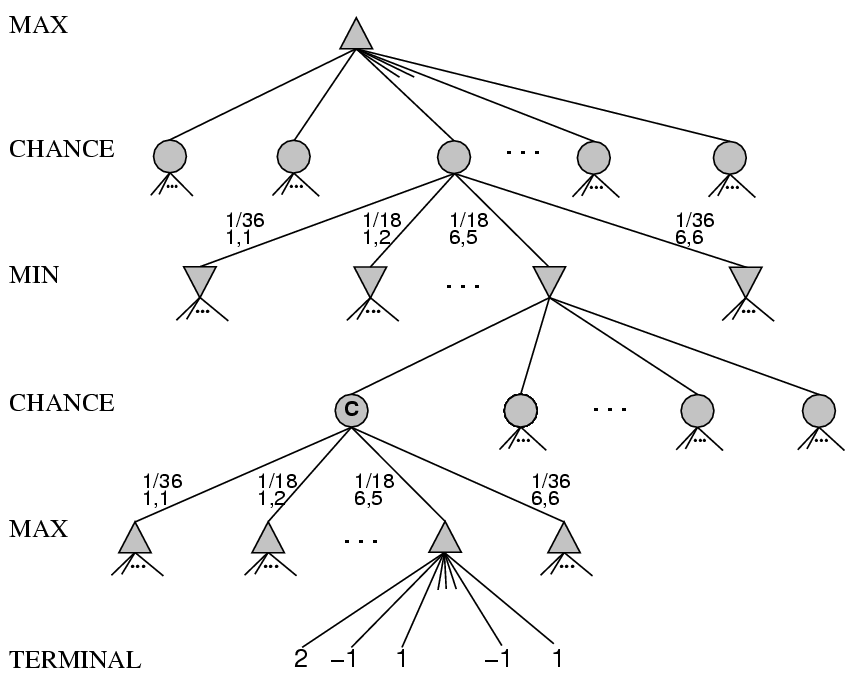 MAX
CHANCE
...
... ... ... ... ...
1/36 1/18 1/18 1/36
1,1 1,2 6,5 6,6
MIN
...
... ... ...
CHANCE C ...
... ... ...
1/36 1/18 1/18 1/36
1,1 1,2 6,5 6,6
MAX ...
... ... ...
TERMINAL 2 –1 1 –1 1